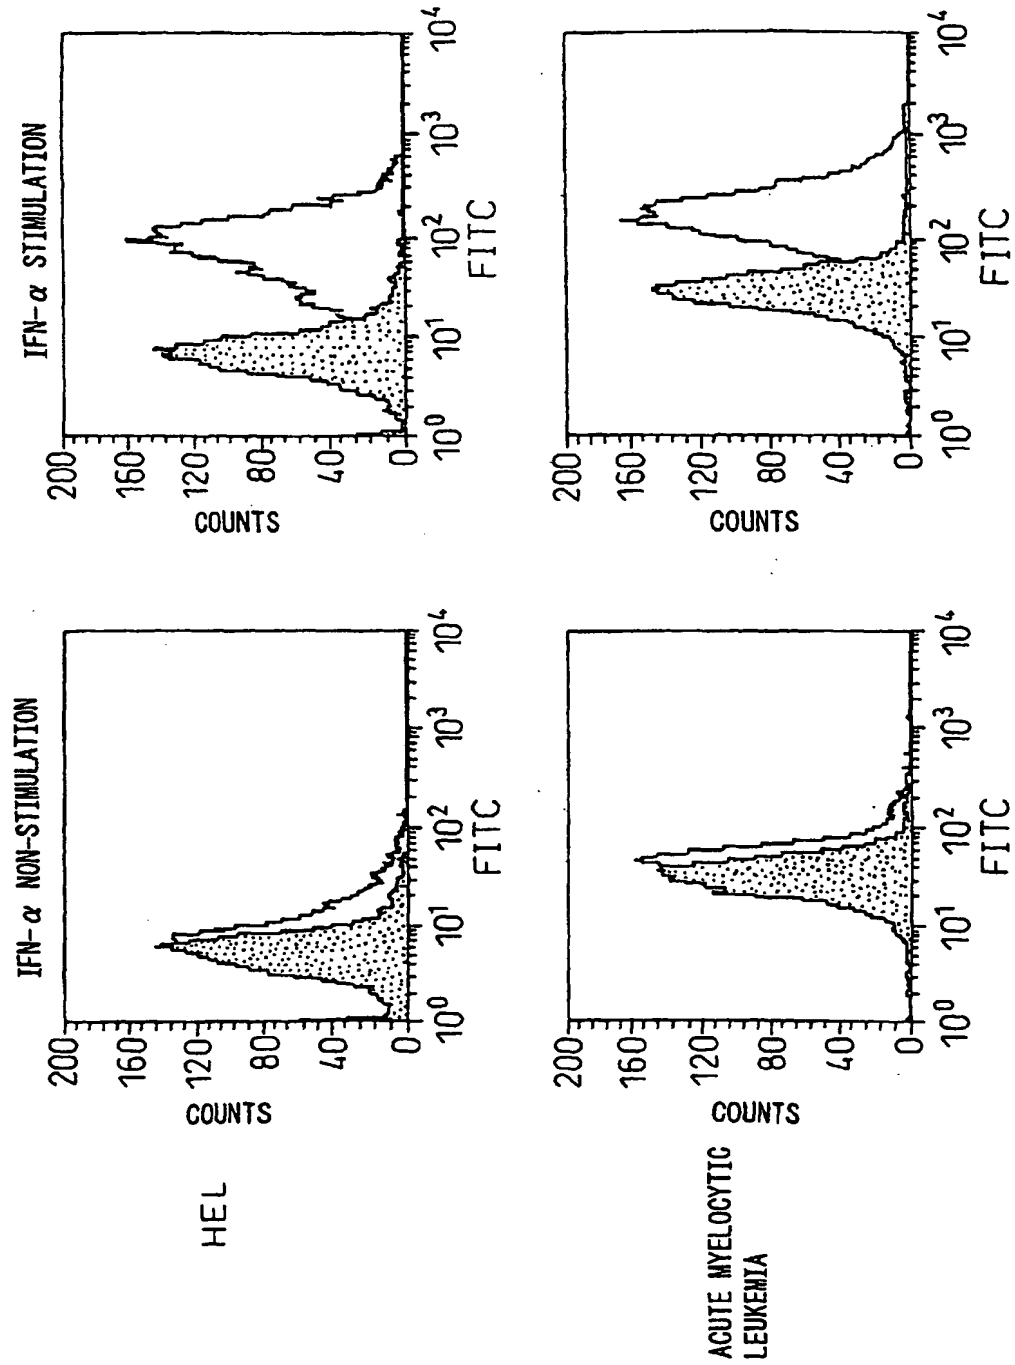 IFN-α NON-STIMULATION
IFN-α STIMULATION
HEL
COUNTS
200
160
120
80
40
0
10⁰ 10¹ 10² 10³ 10⁴
FITC
COUNTS
200
160
120
80
40
0
10⁰ 10¹ 10² 10³ 10⁴
FITC
ACUTE MYELOCYTIC
LEUKEMIA
COUNTS
200
160
120
80
40
0
10⁰ 10¹ 10² 10³ 10⁴
FITC
COUNTS
200
160
120
80
40
0
10⁰ 10¹ 10² 10³ 10⁴
FITC